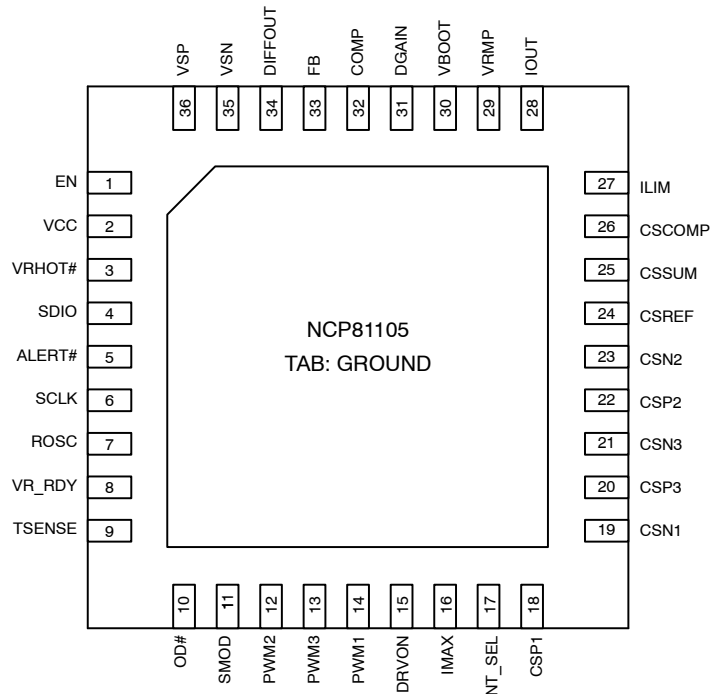 VSP
VSN
DIFFOUT
FB
COMP
DGAIN
VBOOT
VRMP
IOUT
36
35
34
33
32
31
30
29
28
EN 1
VCC 2
VRHOT# 3
SDIO 4
ALERT# 5
SCLK 6
ROSC 7
VR_RDY 8
TSENSE 9
NCP81105
TAB: GROUND
27 ILIM
26 CSCOMP
25 CSSUM
24 CSREF
23 CSN2
22 CSP2
21 CSN3
20 CSP3
19 CSN1
10
11
12
13
14
15
16
17
18
OD#
SMOD
PWM2
PWM3
PWM1
DRVON
IMAX
NT_SEL
CSP1